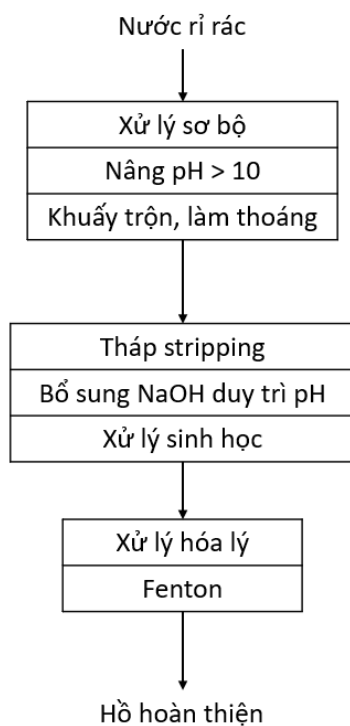 Nước rỉ rác
Xử lý sơ bộ
Nâng pH > 10
Khuấy trộn, làm thoáng
Tháp stripping
Bổ sung NaOH duy trì pH
Xử lý sinh học
Xử lý hóa lý
Fenton
Hồ hoàn thiện